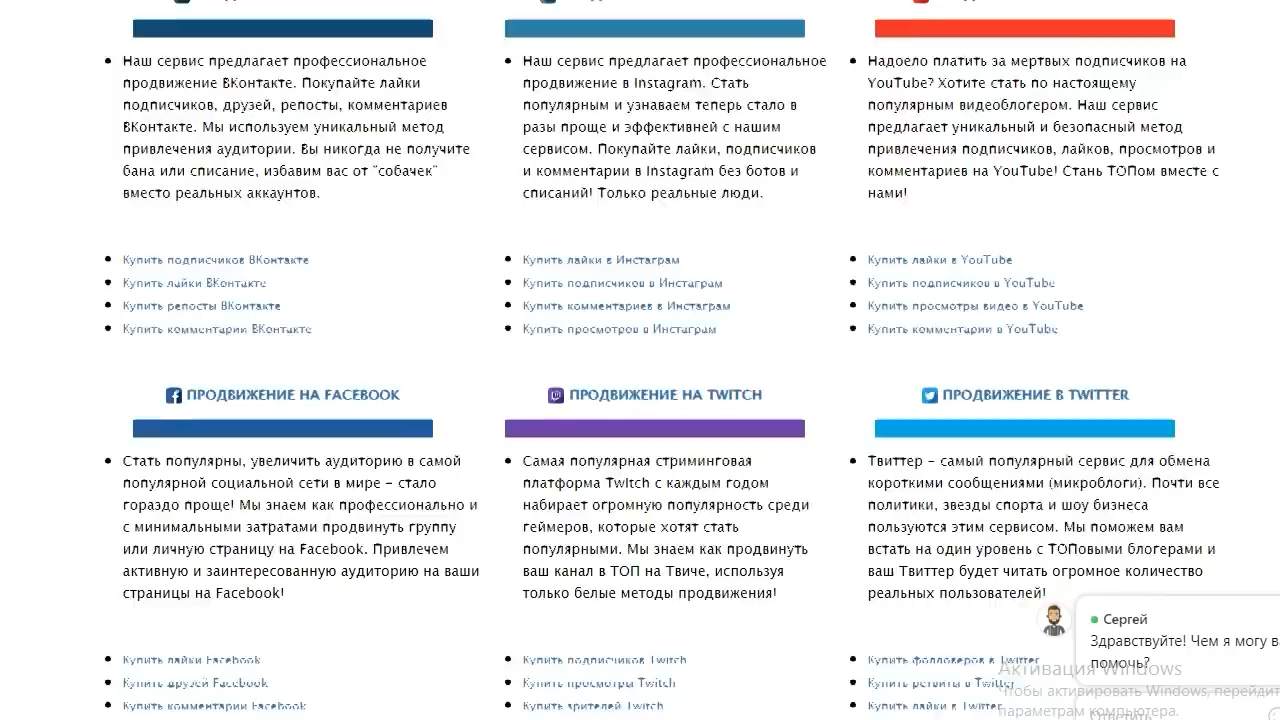 Наш сервис предлагает профессиональное
продвижение ВКонтакте. Покупайте лайки
подписчиков, друзей, репосты, комментариев
ВКонтакте. Мы используем уникальный метод
привлечения аудитории. Вы никогда не получите
бана или списание, избавим вас от "собачек"
вместо реальных аккаунтов.
Купить подписчиков ВКонтакте
Купить лайки ВКонтакте
Купить репосты ВКонтакте
Купить комментарии ВКонтакте
Наш сервис предлагает профессиональное
продвижение в Instagram. Стать
популярным и узнаваем теперь стало в
разы проще и эффективней с нашим
сервисом. Покупайте лайки, подписчиков
и комментарии в Instagram без ботов и
списаний! Только реальные люди.
Купить лайки в Инстаграм
Купить подписчиков в Инстаграм
Купить комментариев в Инстаграм
Купить просмотров в Инстаграм
Надоело платить за мертвых подписчиков на
YouTube? Хотите стать по настоящему
популярным видеоблогером. Наш сервис
предлагает уникальный и безопасный метод
привлечения подписчиков, лайков, просмотров и
комментариев на YouTube! Стань ТОПом вместе с
нами!
Купить лайки в YouTube
Купить подписчиков в YouTube
Купить просмотры видео в YouTube
Купить комментарии в YouTube
ПРОДВИЖЕНИЕ НА FACEBOOK
Стать популярны, увеличить аудиторию в самой
популярной социальной сети в мире – стало
гораздо проще! Мы знаем как профессионально и
с минимальными затратами продвинуть группу
или личную страницу на Facebook. Привлечем
активную и заинтересованную аудиторию на ваши
страницы на Facebook!
Купить лайки Facebook
Купить друзей Facebook
Купить комментарии Facebook
ПРОДВИЖЕНИЕ НА TWITCH
Самая популярная стриминговая
платформа Twitch с каждым годом
набирает огромную популярность среди
геймеров, которые хотят стать
популярными. Мы знаем как продвинуть
ваш канал в ТОП на Твиче, используя
только белые методы продвижения!
Купить подписчиков Twitch
Купить просмотры Twitch
Купить зрителей Twitch
ПРОДВИЖЕНИЕ В TWITTER
Твиттер – самый популярный сервис для обмена
короткими сообщениями (микроблоги). Почти все
политики, звезды спорта и шоу бизнеса
пользуются этим сервисом. Мы поможем вам
встать на один уровень с ТОПовыми блогерами и
ваш Твиттер будет читать огромное количество
реальных пользователей!
Купить фолловеров в Twitter
Купить ретвиты в Twitter
Купить лайки в Twitter
Сергей
Здравствуйте! Чем я могу в
помочь?
Активация Windows
Чтобы активировать Windows, перейдит
параметрам компьютера.